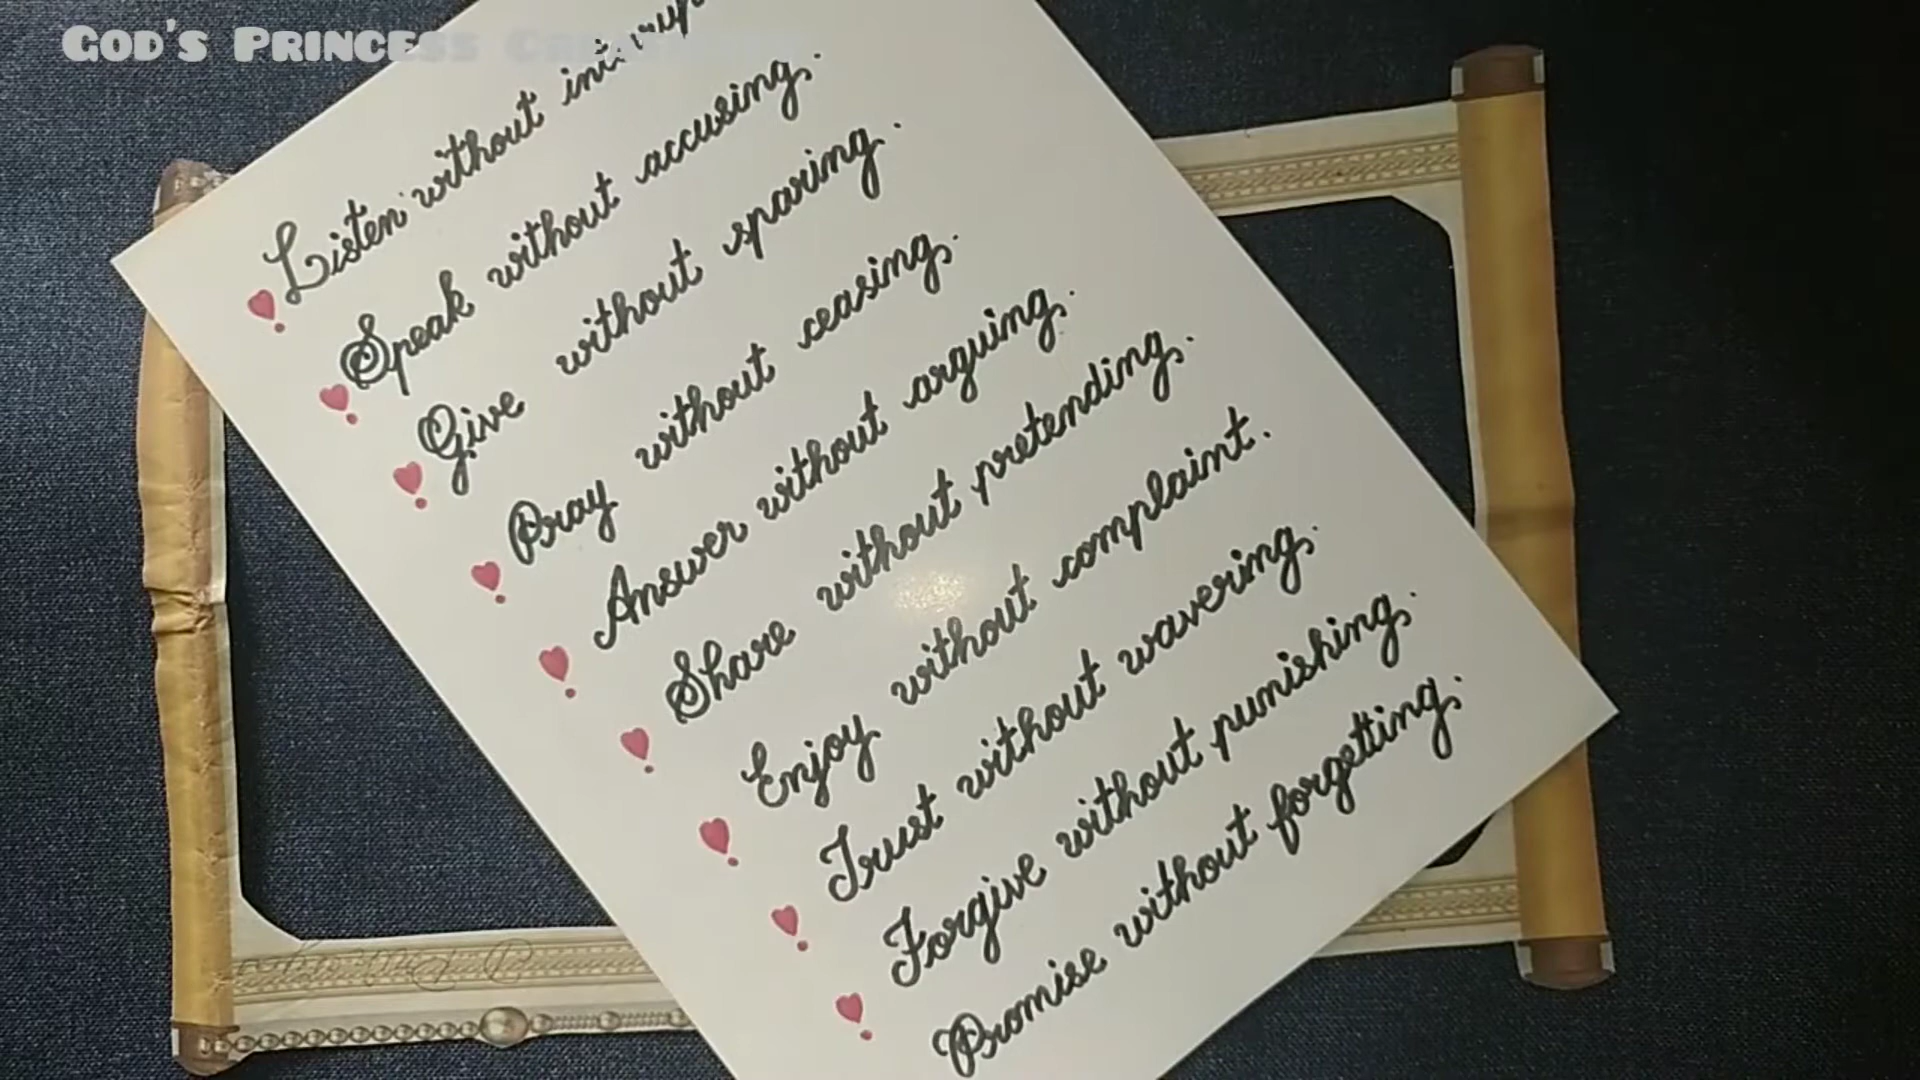 God's Princess
Listen without
Speak without accusing.
Give without sparing.
Pray without ceasing.
Answer without arguing.
Share without pretending.
Enjoy without complaint.
Trust without wavering.
Forgive without punishing.
Promise without forgetting.